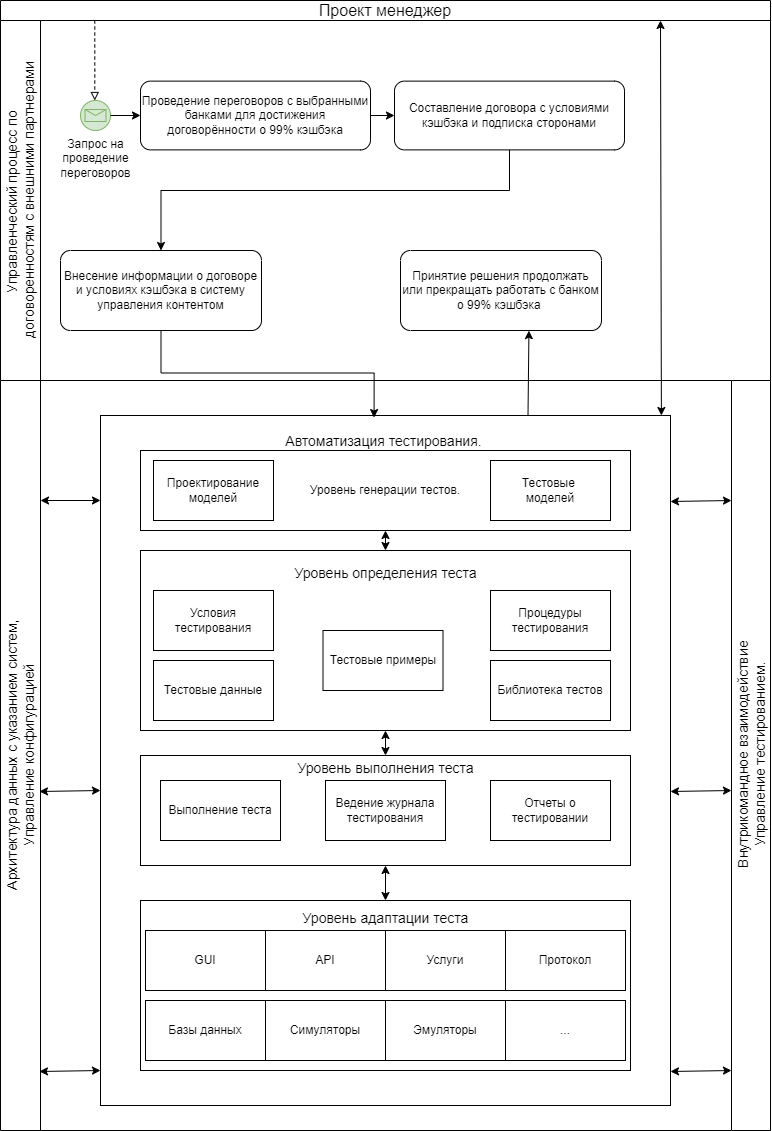 Проект менеджер
Управленческий процесс по
договоренностям с внешними партнерами
Запрос на
проведение
переговоров
Проведение переговоров с выбранными
банками для достижения
договорённости о 99% кэшбэка
Составление договора с условиями
кэшбэка и подписка сторонами
Внесение информации о договоре
и условиях кэшбэка в систему
управления контентом
Принятие решения продолжать
или прекращать работать с банком
о 99% кэшбэка
Архитектура данных с указанием систем,
Управление конфигурацией
Автоматизация тестирования.
Проектирование
моделей
Уровень генерации тестов.
Тестовые
моделей
Уровень определения теста
Условия
тестирования
Процедуры
тестирования
Тестовые примеры
Тестовые данные
Библиотека тестов
Уровень выполнения теста
Выполнение теста
Ведение журнала
тестирования
Отчеты о
тестировании
Уровень адаптации теста
GUI
API
Услуги
Протокол
Базы данных
Симуляторы
Эмуляторы
...
Внутрикомандное взаимодействие
Управление тестированием.